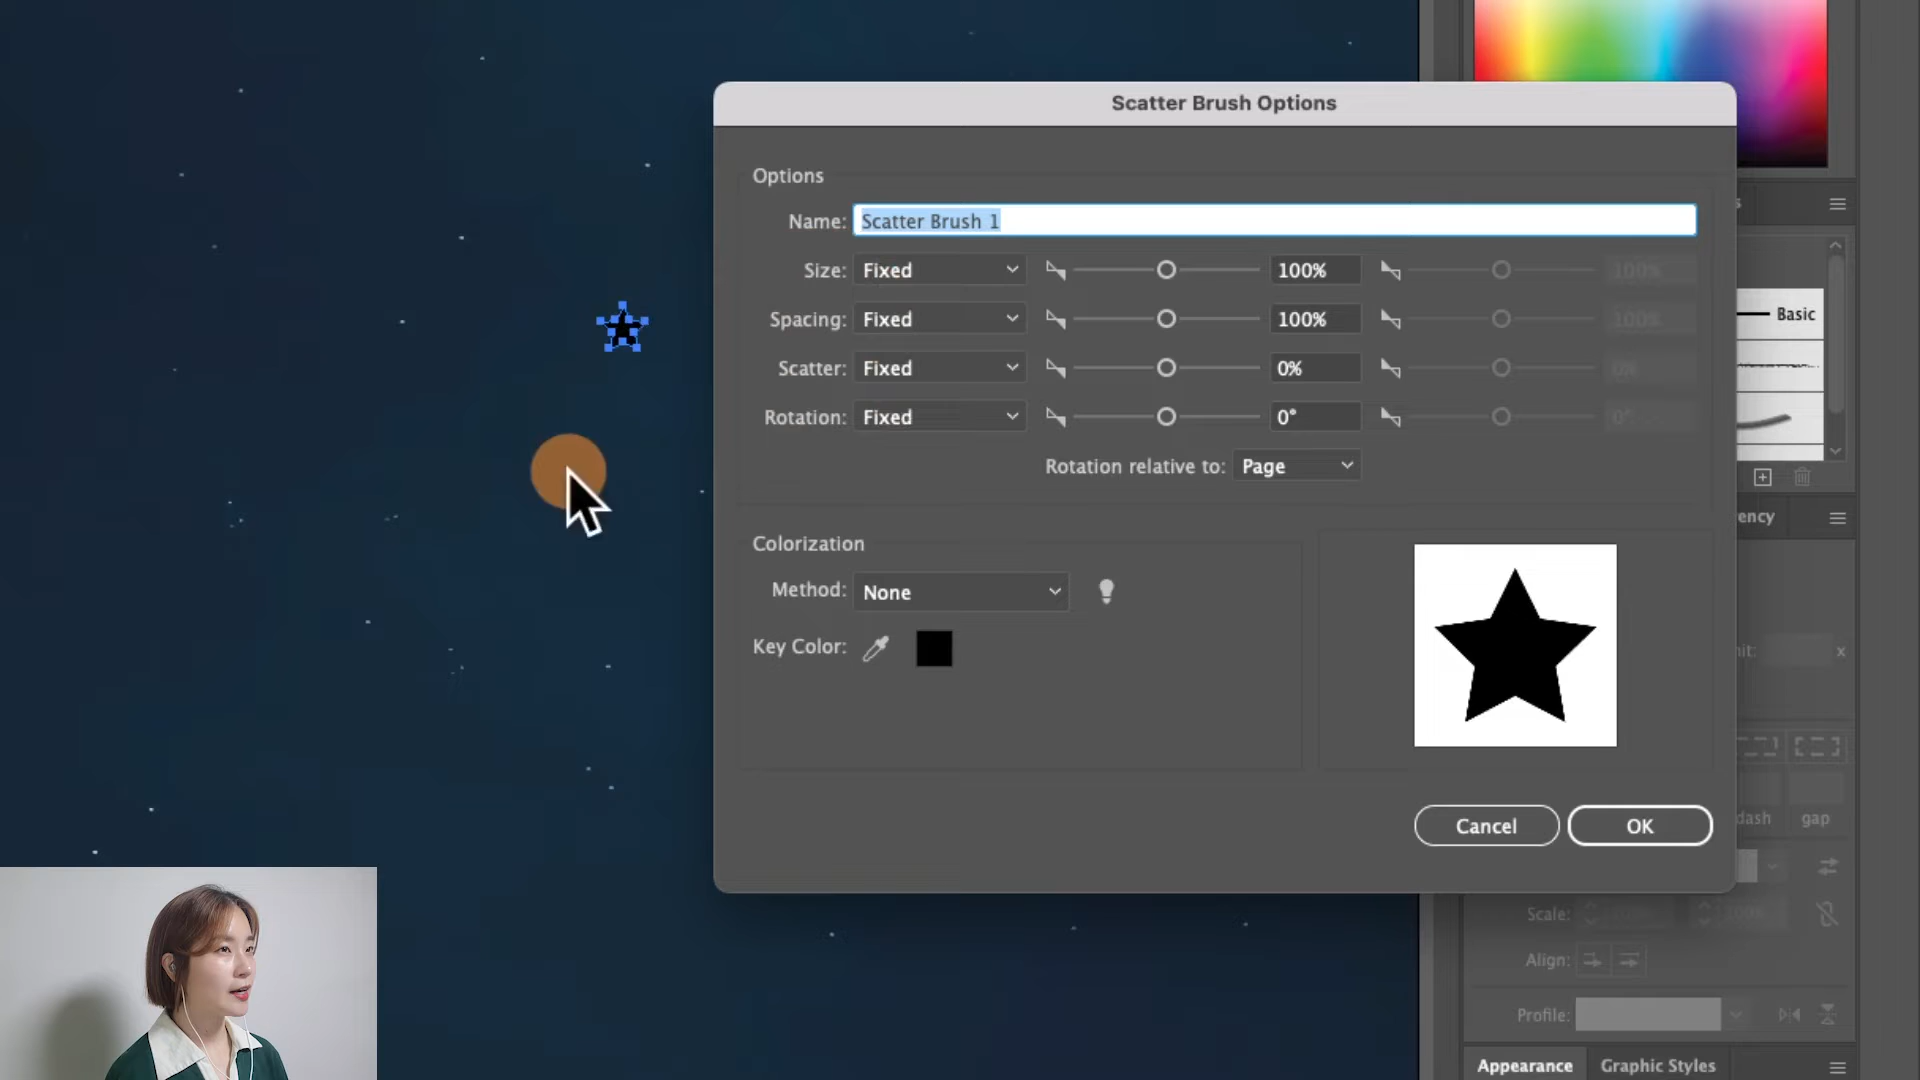 Scatter Brush Options
Options
Name: Scatter Brush 1
Size: Fixed 100% 100%
Spacing: Fixed 100% 100%
Basic
Scatter: Fixed 0% 0%
Rotation: Fixed 0° 0°
Rotation relative to: Page
ency
Colorization
Method: None
Key Color:
x
Cancel OK
dash gap
Scale:
Align:
Profile:
Appearance Graphic Styles